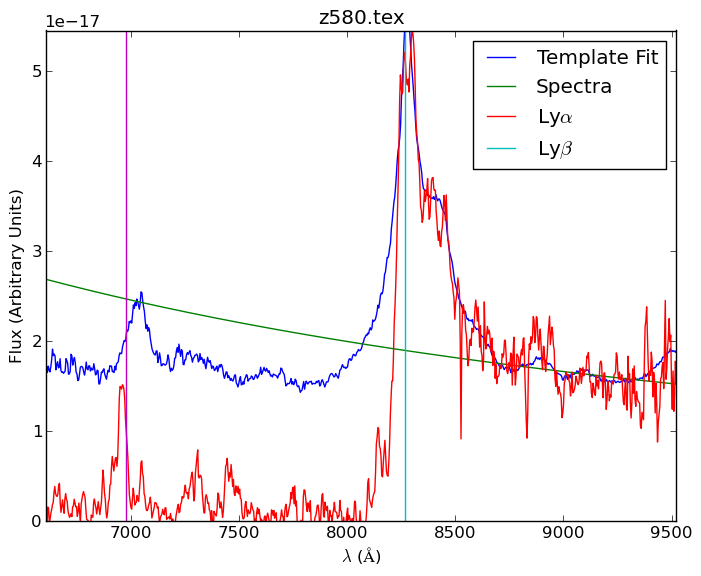 z580.tex
1e−17
Template Fit
Spectra
Lyα
Lyβ
5
4
3
2
1
0
Flux (Arbitrary Units)
7000 7500 8000 8500 9000 9500
λ (Å)